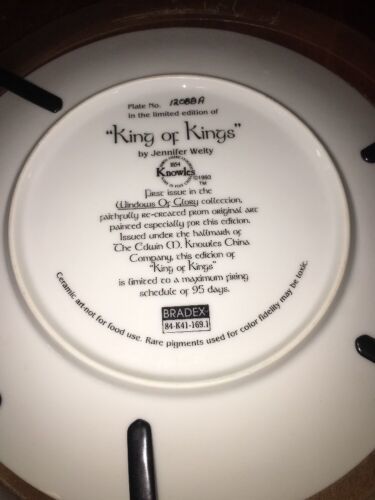 Plate No. 12088A
in the limited edition of
"King of Kings"
by Jennifer Welty
1854
Knowles
©1993
TM
First issue in the
Windows Of Glory collection,
faithfully re-created from original art
painted especially for this edition.
Issued under the hallmark of
The Edwin M. Knowles China
Company, this edition of
"King of Kings"
is limited to a maximum firing
schedule of 95 days.
BRADEX
84-K41-169.1
Ceramic art not for food use. Rare pigments used for color fidelity may be toxic.